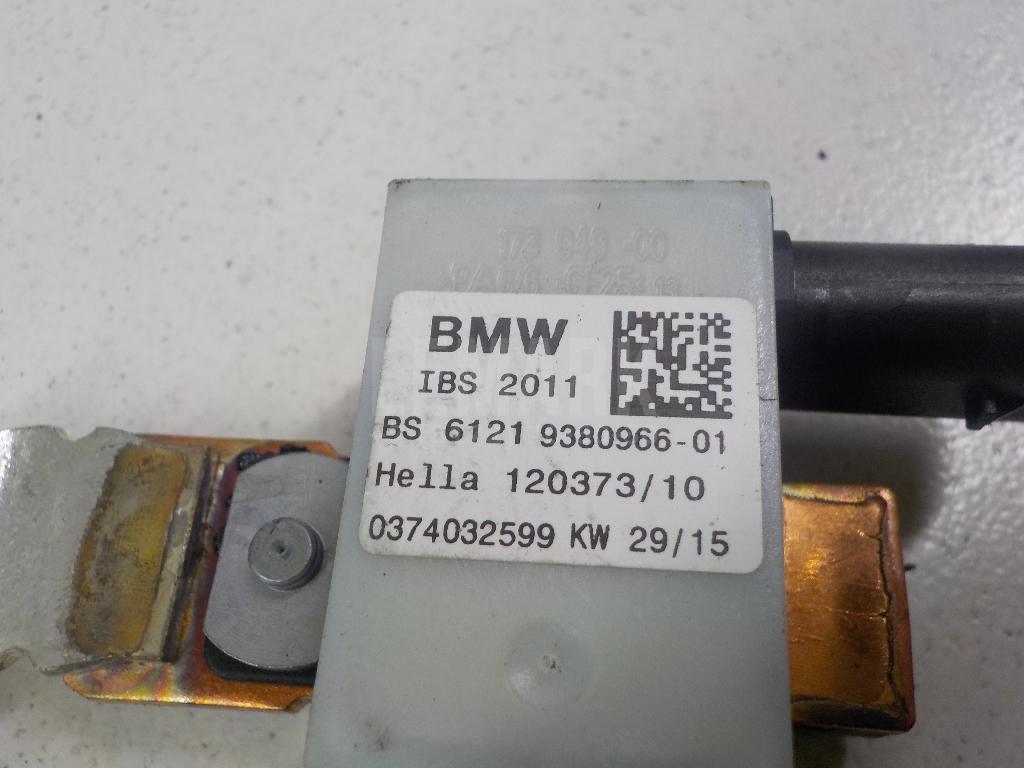 BMW
IBS 2011
BS 6121 9380966-01
Hella 120373/10
0374032599 KW 29/15